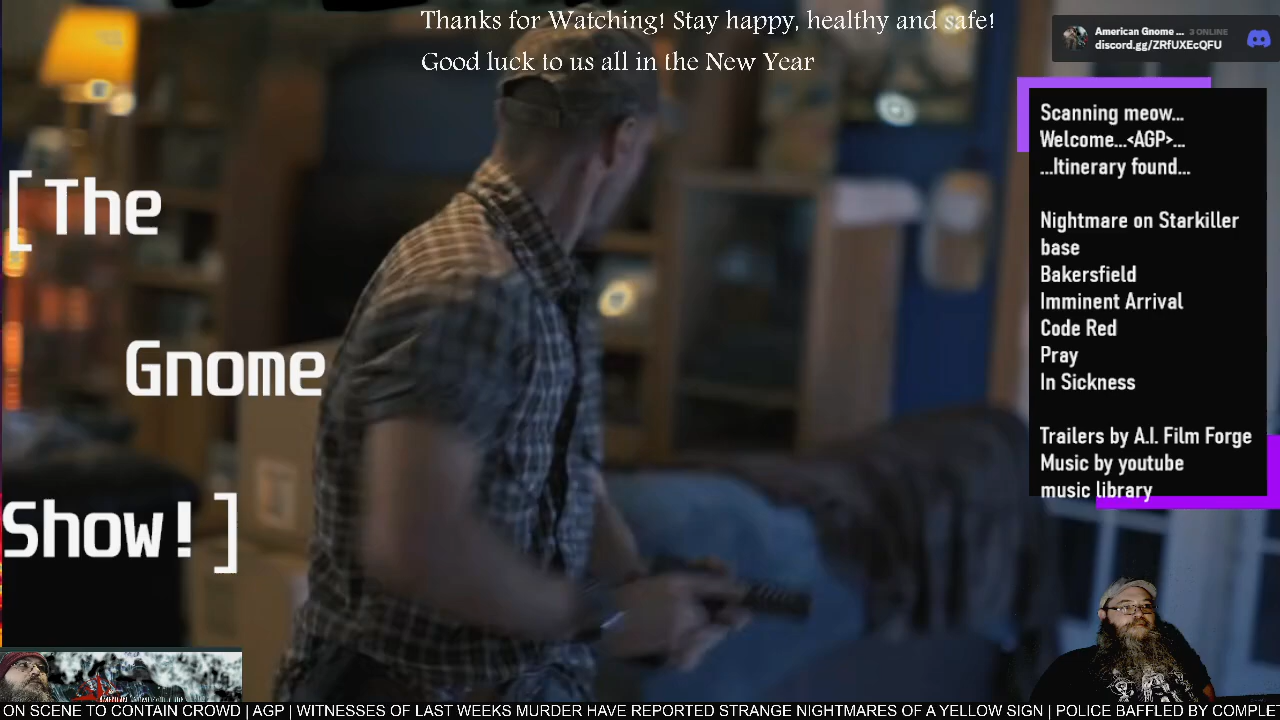 Thanks for Watching! Stay happy, healthy and safe!
Good luck to us all in the New Year
American Gnome ... 3 ONLINE
discord.gg/ZRfUXEcQFU
[The
Gnome
Show!]
Scanning meow...
Welcome...<AGP>...
...Itinerary found...
Nightmare on Starkiller
base
Bakersfield
Imminent Arrival
Code Red
Pray
In Sickness
Trailers by A.I. Film Forge
Music by youtube
music library
ON SCENE TO CONTAIN CROWD | AGP | WITNESSES OF LAST WEEKS MURDER HAVE REPORTED STRANGE NIGHTMARES OF A YELLOW SIGN | POLICE BAFFLED BY COMPLE